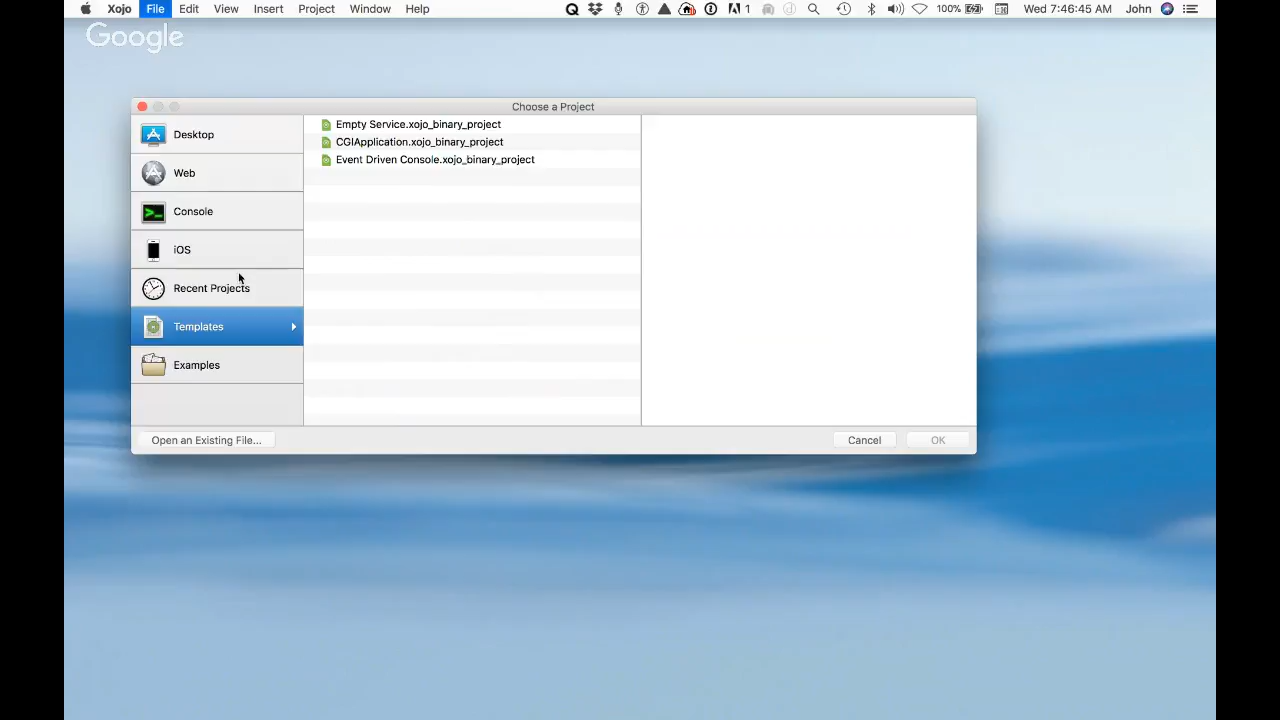 Xojo File Edit View Insert Project Window Help 1 100% Wed 7:46:45 AM John
Google
Choose a Project
Desktop
Web
Console
iOS
Recent Projects
Templates
Examples
Empty Service.xojo_binary_project
CGIApplication.xojo_binary_project
Event Driven Console.xojo_binary_project
Open an Existing File...
Cancel
OK